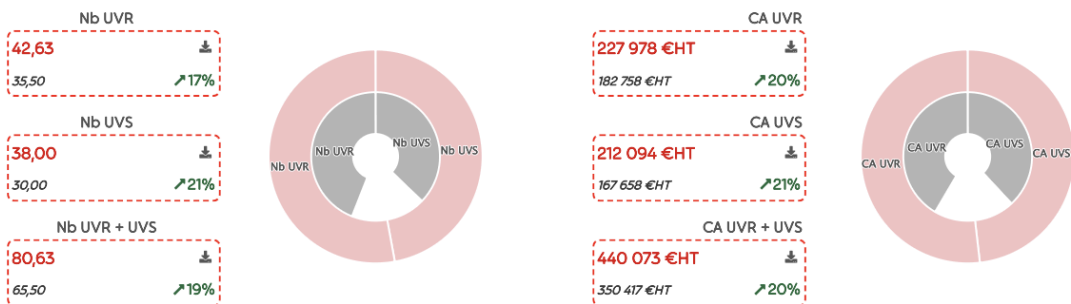 Nb UVR
42,63
35,50 ↗17%
Nb UVS
38,00
30,00 ↗21%
Nb UVR + UVS
80,63
65,50 ↗19%
Nb UVR
Nb UVS
Nb UVR
Nb UVS
CA UVR
227 978 €HT
182 758 €HT ↗20%
CA UVS
212 094 €HT
167 658 €HT ↗21%
CA UVR + UVS
440 073 €HT
350 417 €HT ↗20%
CA UVR
CA UVS
CA UVR
CA UVS